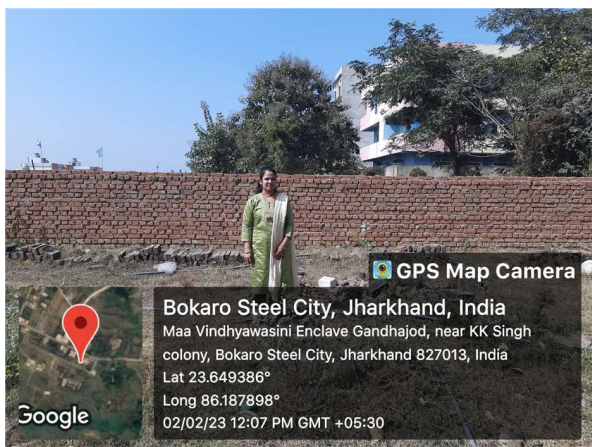 GPS Map Camera
Bokaro Steel City, Jharkhand, India
Maa Vindhyawasini Enclave Gandhajod, near KK Singh
colony, Bokaro Steel City, Jharkhand 827013, India
Lat 23.649386°
Long 86.187898°
02/02/23 12:07 PM GMT +05:30
Google